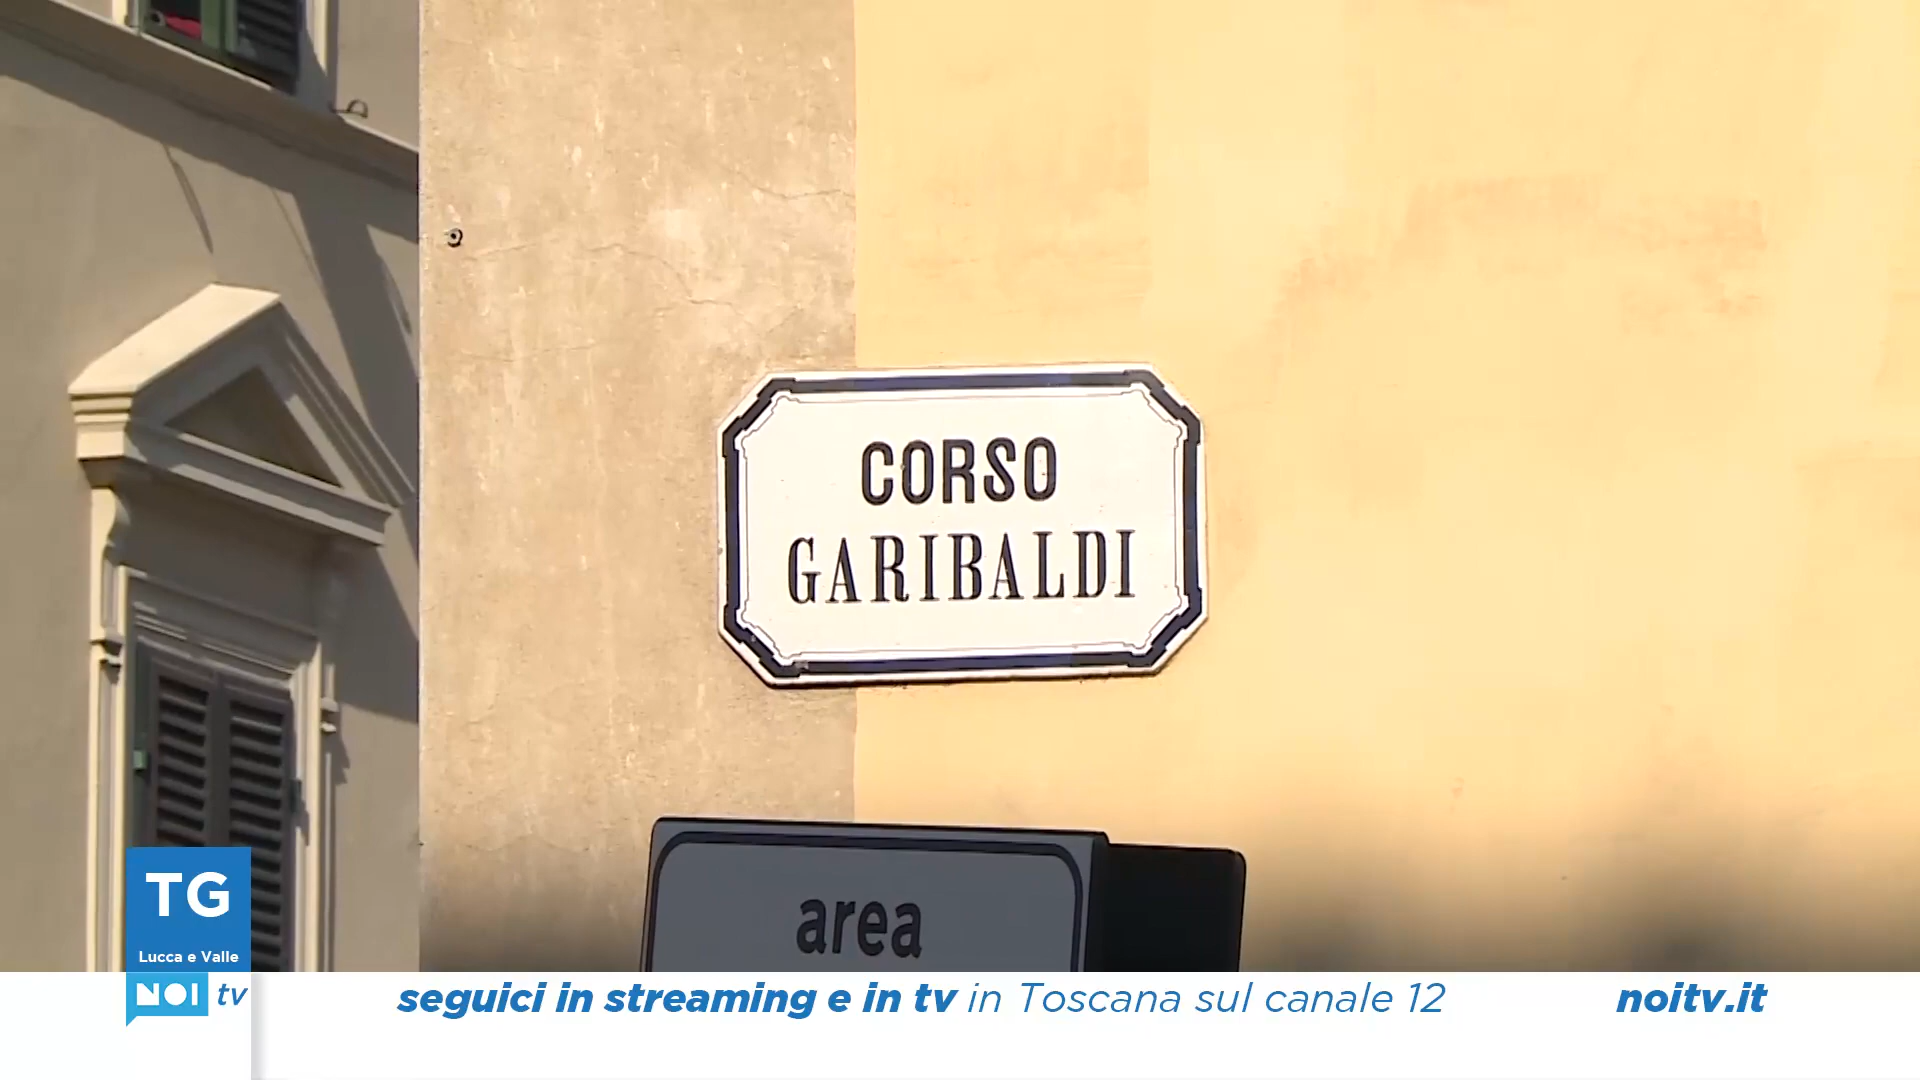 CORSO
GARIBALDI
area
TG
Lucca e Valle
NOI tv
seguici in streaming e in tv in Toscana sul canale 12
noitv.it